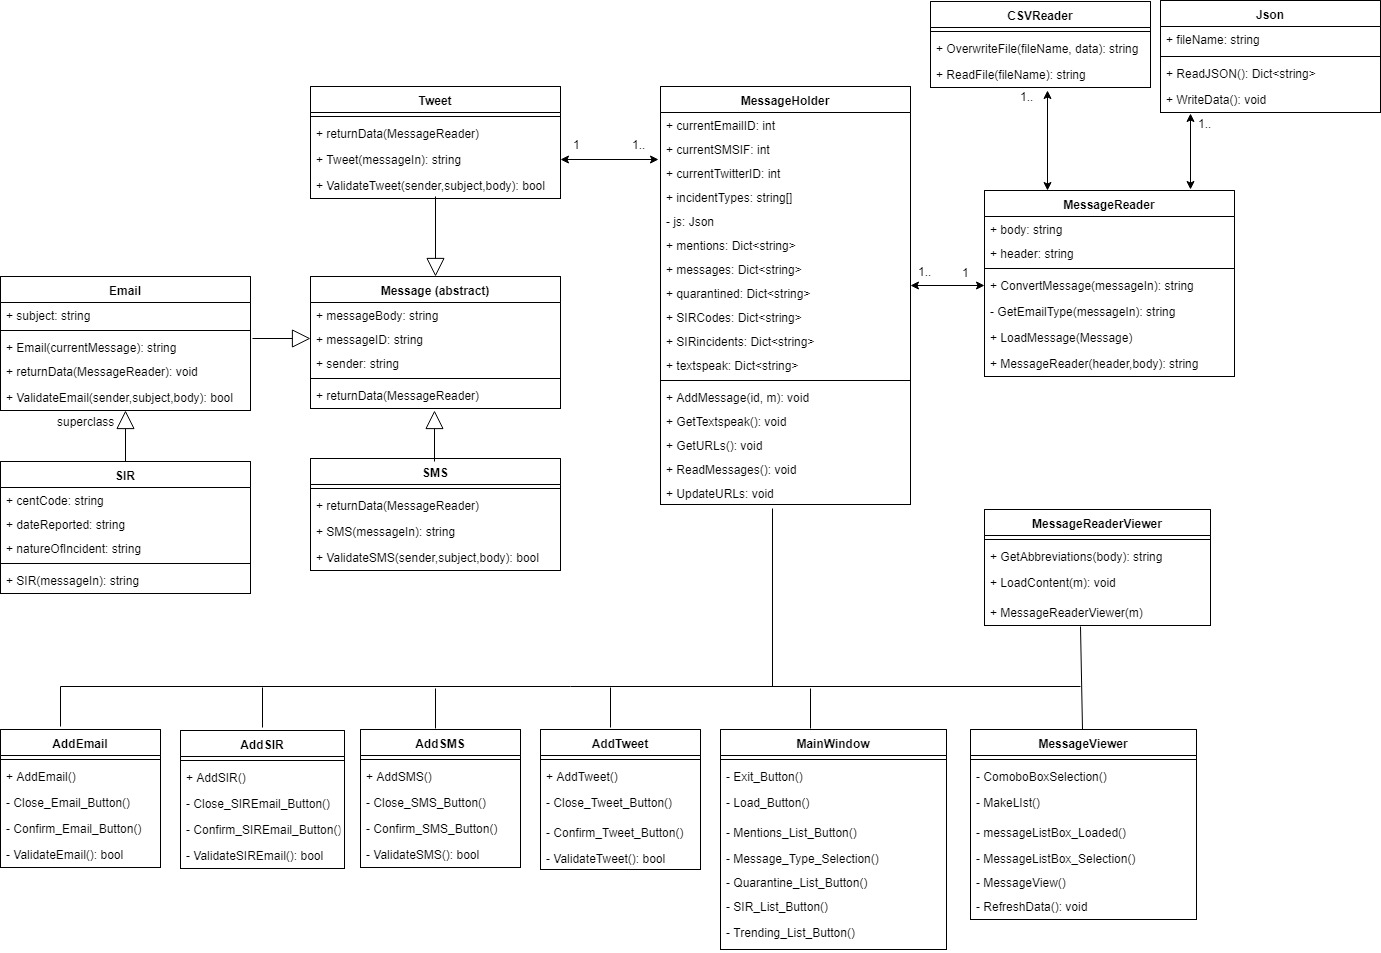 CSVReader
+ OverwriteFile(fileName, data): string
+ ReadFile(fileName): string
1..
Json
+ fileName: string
+ ReadJSON(): Dict<string>
+ WriteData(): void
1..
Tweet
+ returnData(MessageReader)
+ Tweet(messageIn): string
+ ValidateTweet(sender,subject,body): bool
1
1..
MessageHolder
+ currentEmailID: int
+ currentSMSIF: int
+ currentTwitterID: int
+ incidentTypes: string[]
- js: Json
+ mentions: Dict<string>
+ messages: Dict<string>
+ quarantined: Dict<string>
+ SIRCodes: Dict<string>
+ SIRincidents: Dict<string>
+ textspeak: Dict<string>
+ AddMessage(id, m): void
+ GetTextspeak(): void
+ GetURLs(): void
+ ReadMessages(): void
+ UpdateURLs: void
1..
1
MessageReader
+ body: string
+ header: string
+ ConvertMessage(messageIn): string
- GetEmailType(messageIn): string
+ LoadMessage(Message)
+ MessageReader(header,body): string
Email
+ subject: string
+ Email(currentMessage): string
+ returnData(MessageReader): void
+ ValidateEmail(sender,subject,body): bool
superclass
Message (abstract)
+ messageBody: string
+ messageID: string
+ sender: string
+ returnData(MessageReader)
SIR
+ centCode: string
+ dateReported: string
+ natureOfIncident: string
+ SIR(messageIn): string
SMS
+ returnData(MessageReader)
+ SMS(messageIn): string
+ ValidateSMS(sender,subject,body): bool
MessageReaderViewer
+ GetAbbreviations(body): string
+ LoadContent(m): void
+ MessageReaderViewer(m)
AddEmail
+ AddEmail()
- Close_Email_Button()
- Confirm_Email_Button()
- ValidateEmail(): bool
AddSIR
+ AddSIR()
- Close_SIREmail_Button()
- Confirm_SIREmail_Button()
- ValidateSIREmail(): bool
AddSMS
+ AddSMS()
- Close_SMS_Button()
- Confirm_SMS_Button()
- ValidateSMS(): bool
AddTweet
+ AddTweet()
- Close_Tweet_Button()
- Confirm_Tweet_Button()
- ValidateTweet(): bool
MainWindow
- Exit_Button()
- Load_Button()
- Mentions_List_Button()
- Message_Type_Selection()
- Quarantine_List_Button()
- SIR_List_Button()
- Trending_List_Button()
MessageViewer
- ComoboBoxSelection()
- MakeLIst()
- messageListBox_Loaded()
- MessageListBox_Selection()
- MessageView()
- RefreshData(): void